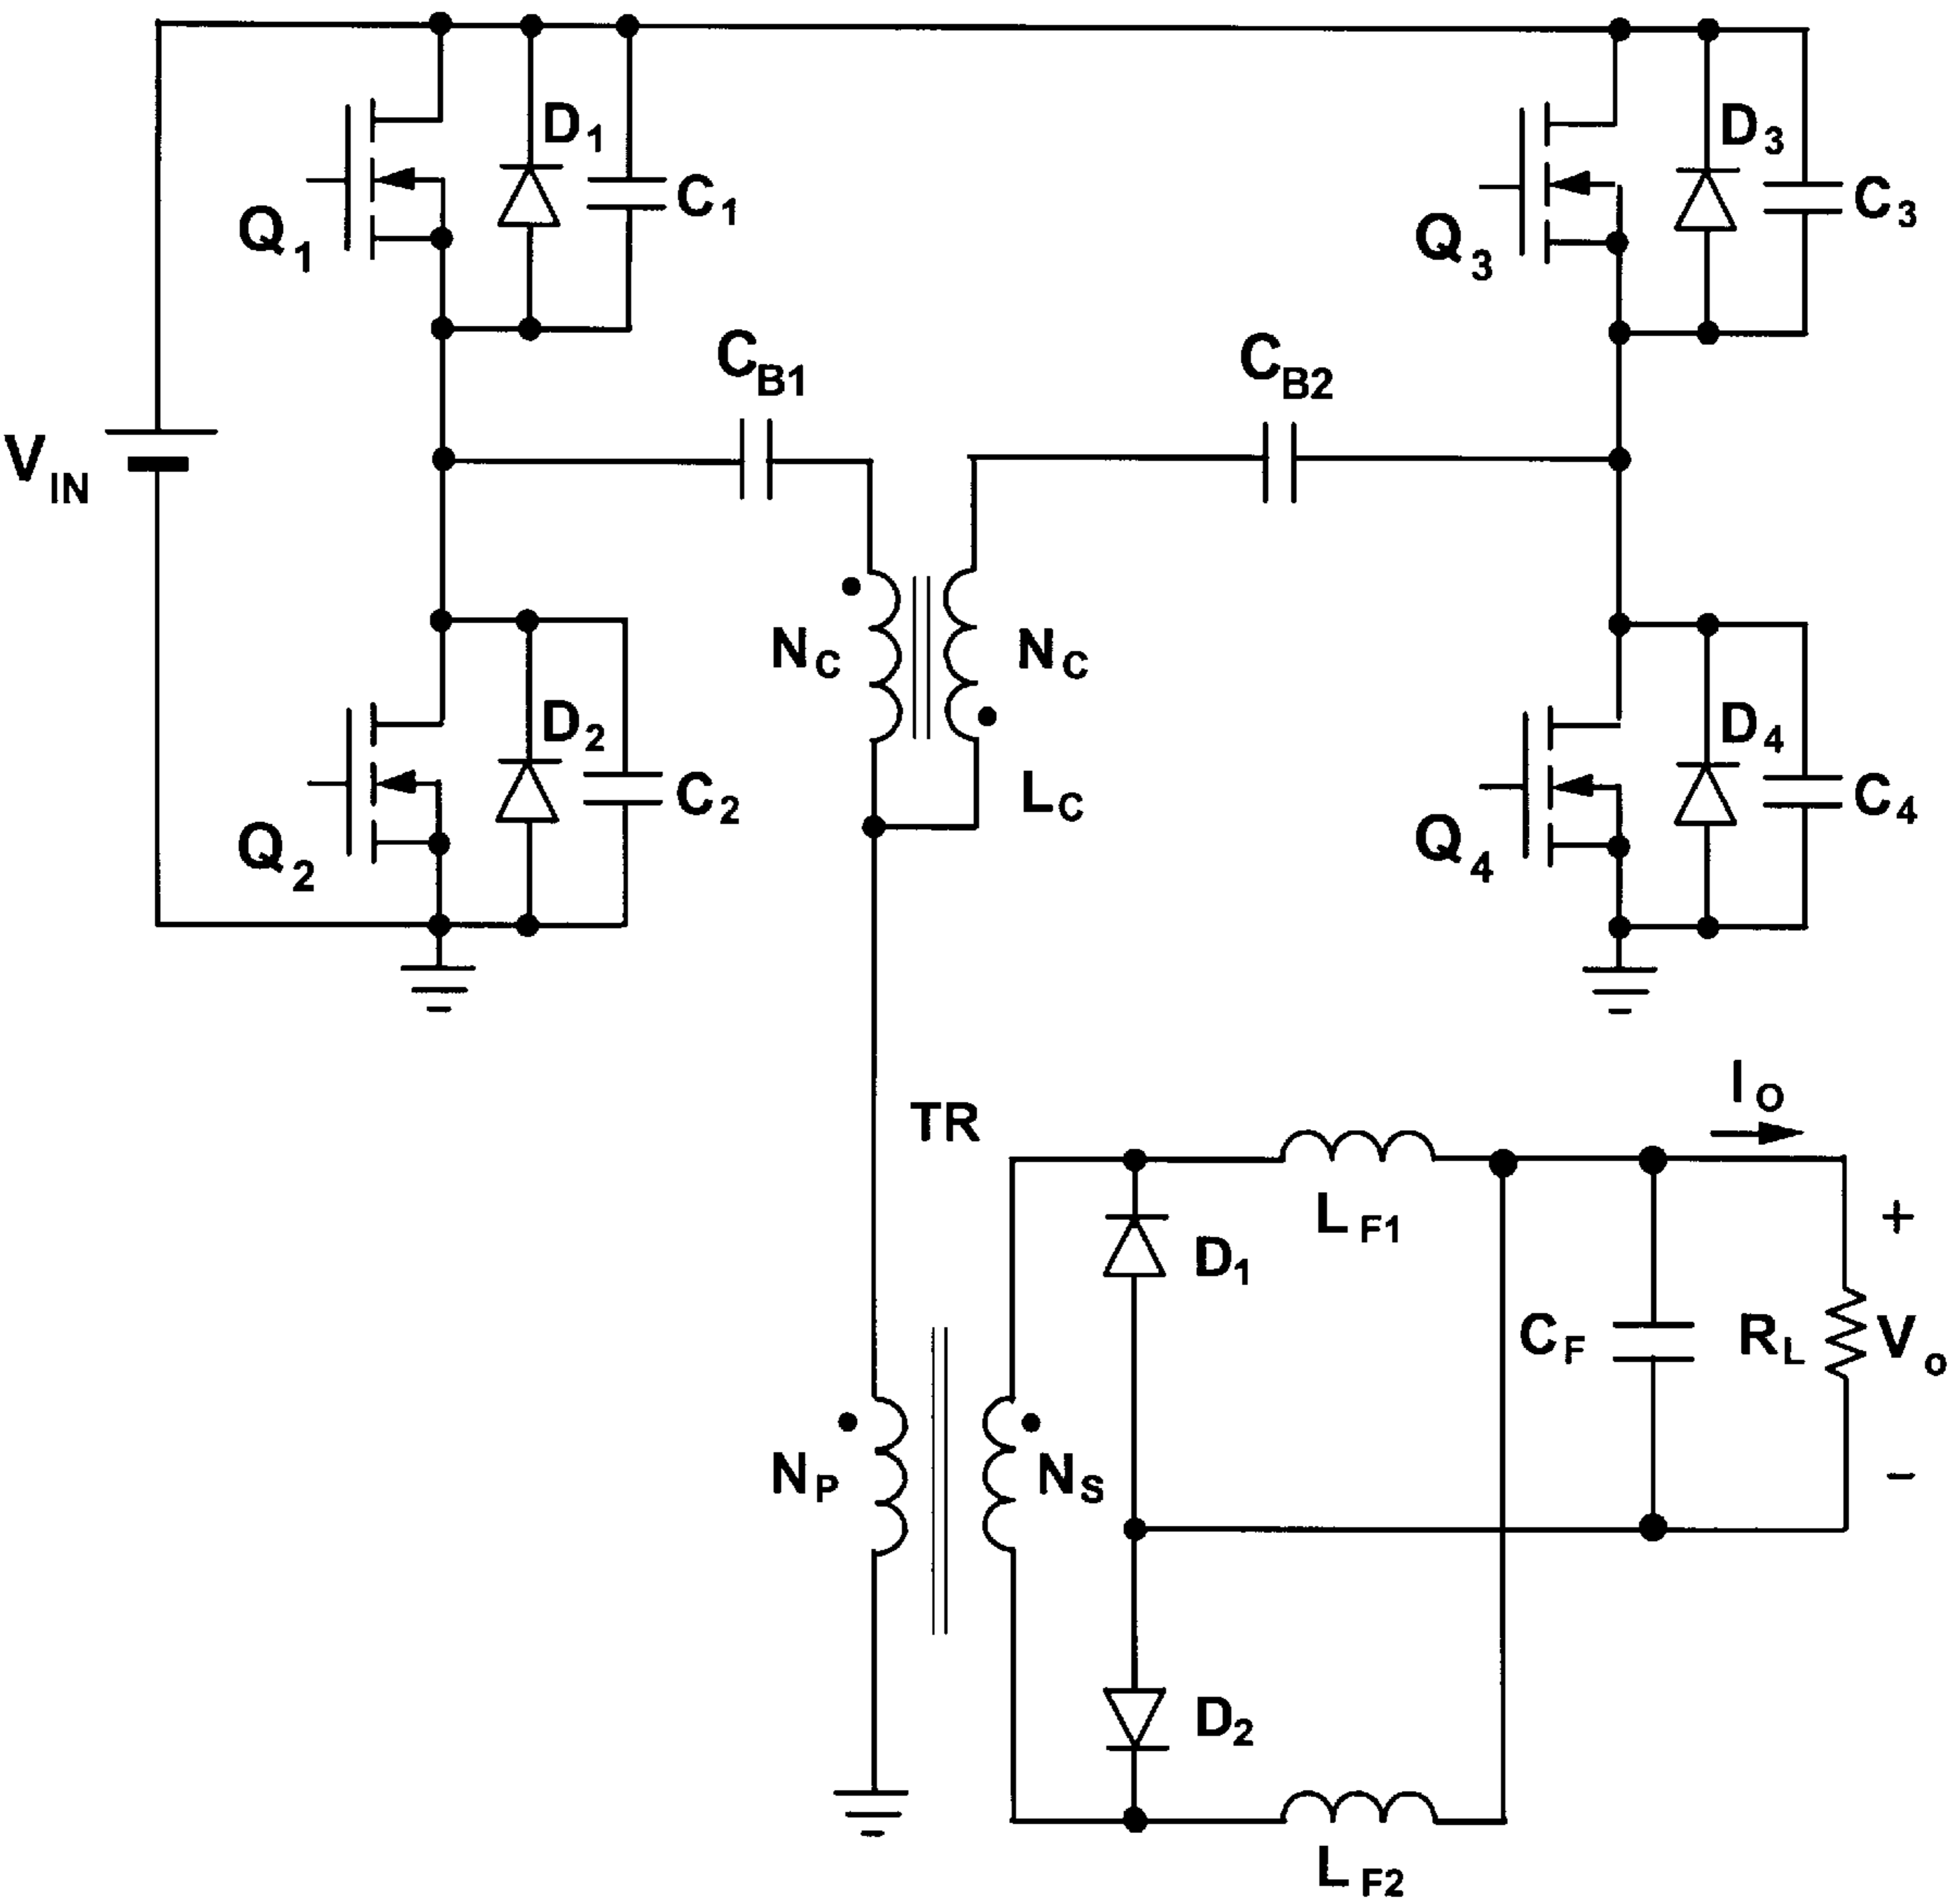 D1
C1
Q1
D3
C3
Q3
CB1
CB2
VIN
NC
NC
LC
D2
C2
Q2
D4
C4
Q4
IO
TR
LF1
D1
CF
RL
+
Vo
−
NP
NS
D2
LF2